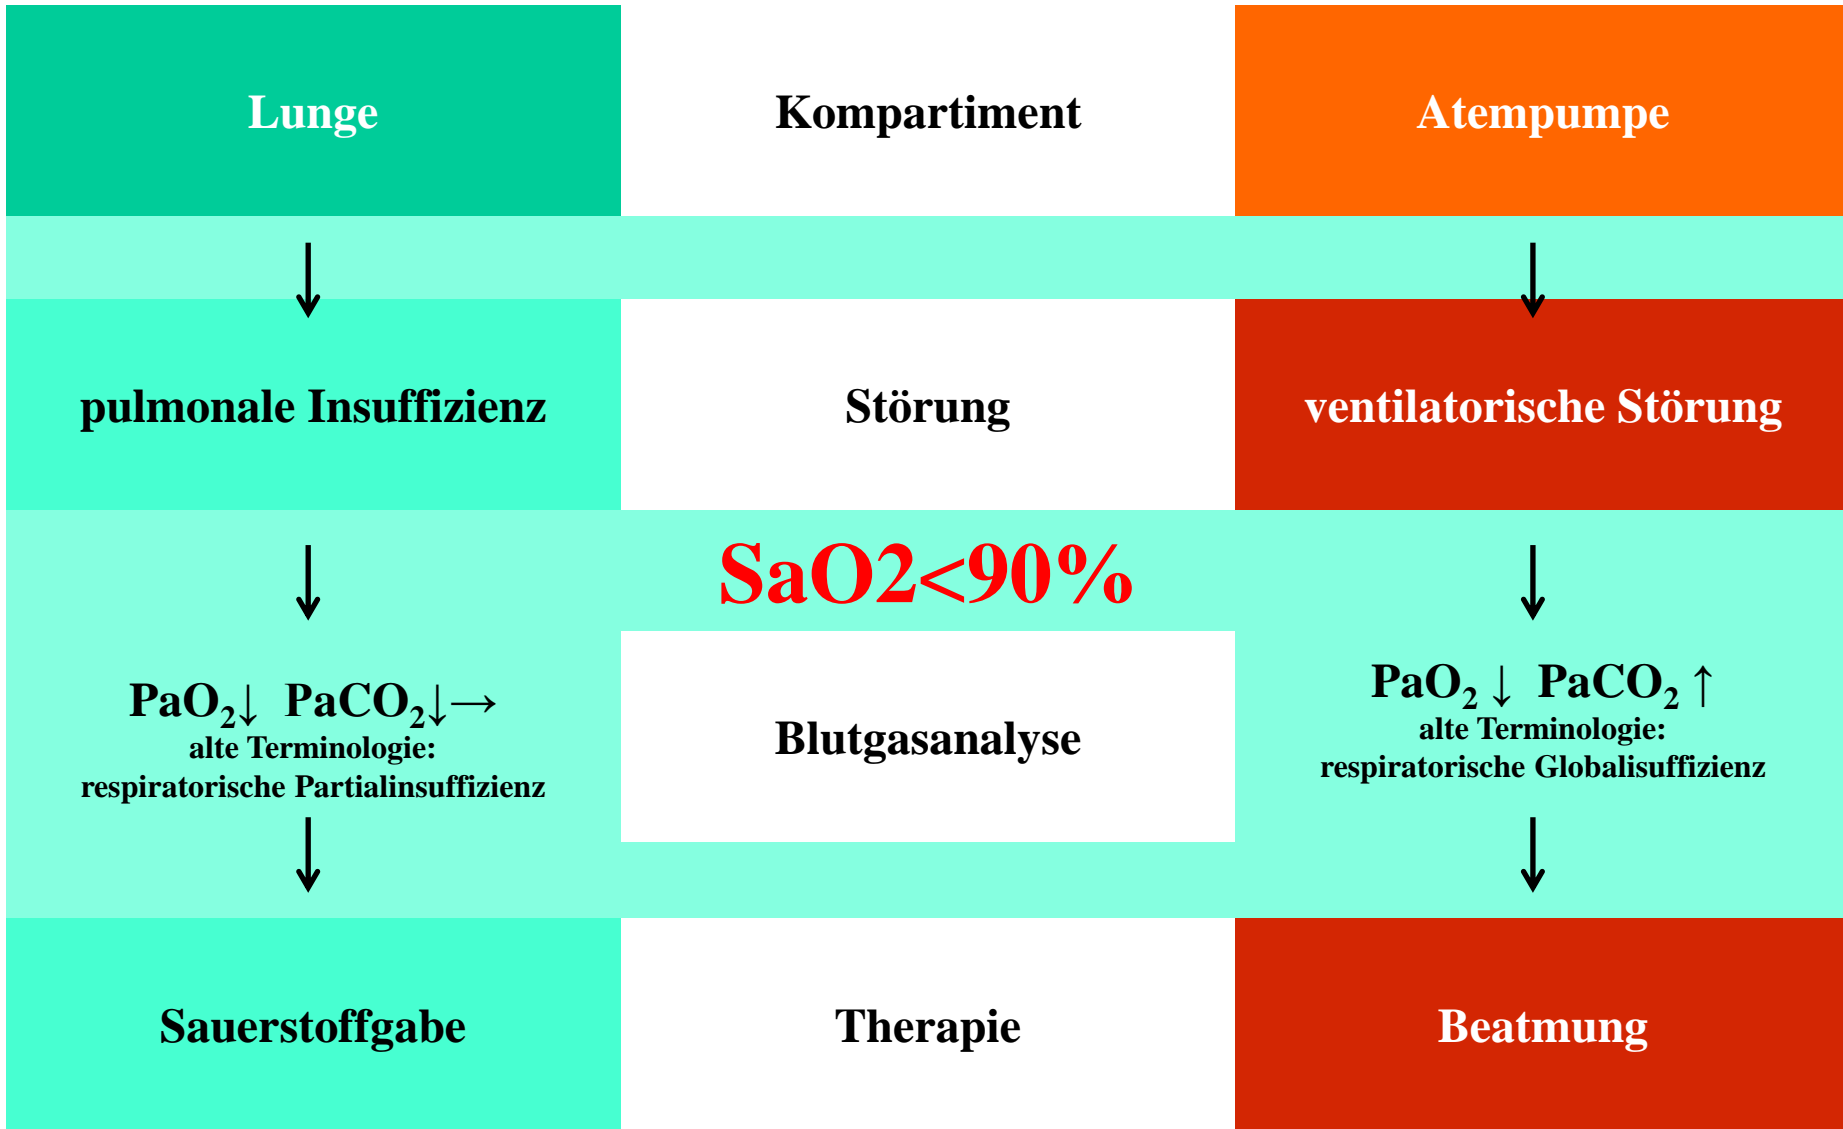 Lunge
Kompartiment
Atempumpe
pulmonale Insuffizienz
Störung
ventilatorische Störung
SaO2<90%
PaO₂↓ PaCO₂↓→
alte Terminologie:
respiratorische Partialinsuffizienz
Blutgasanalyse
PaO₂ ↓ PaCO₂ ↑
alte Terminologie:
respiratorische Globalisuffizienz
Sauerstoffgabe
Therapie
Beatmung